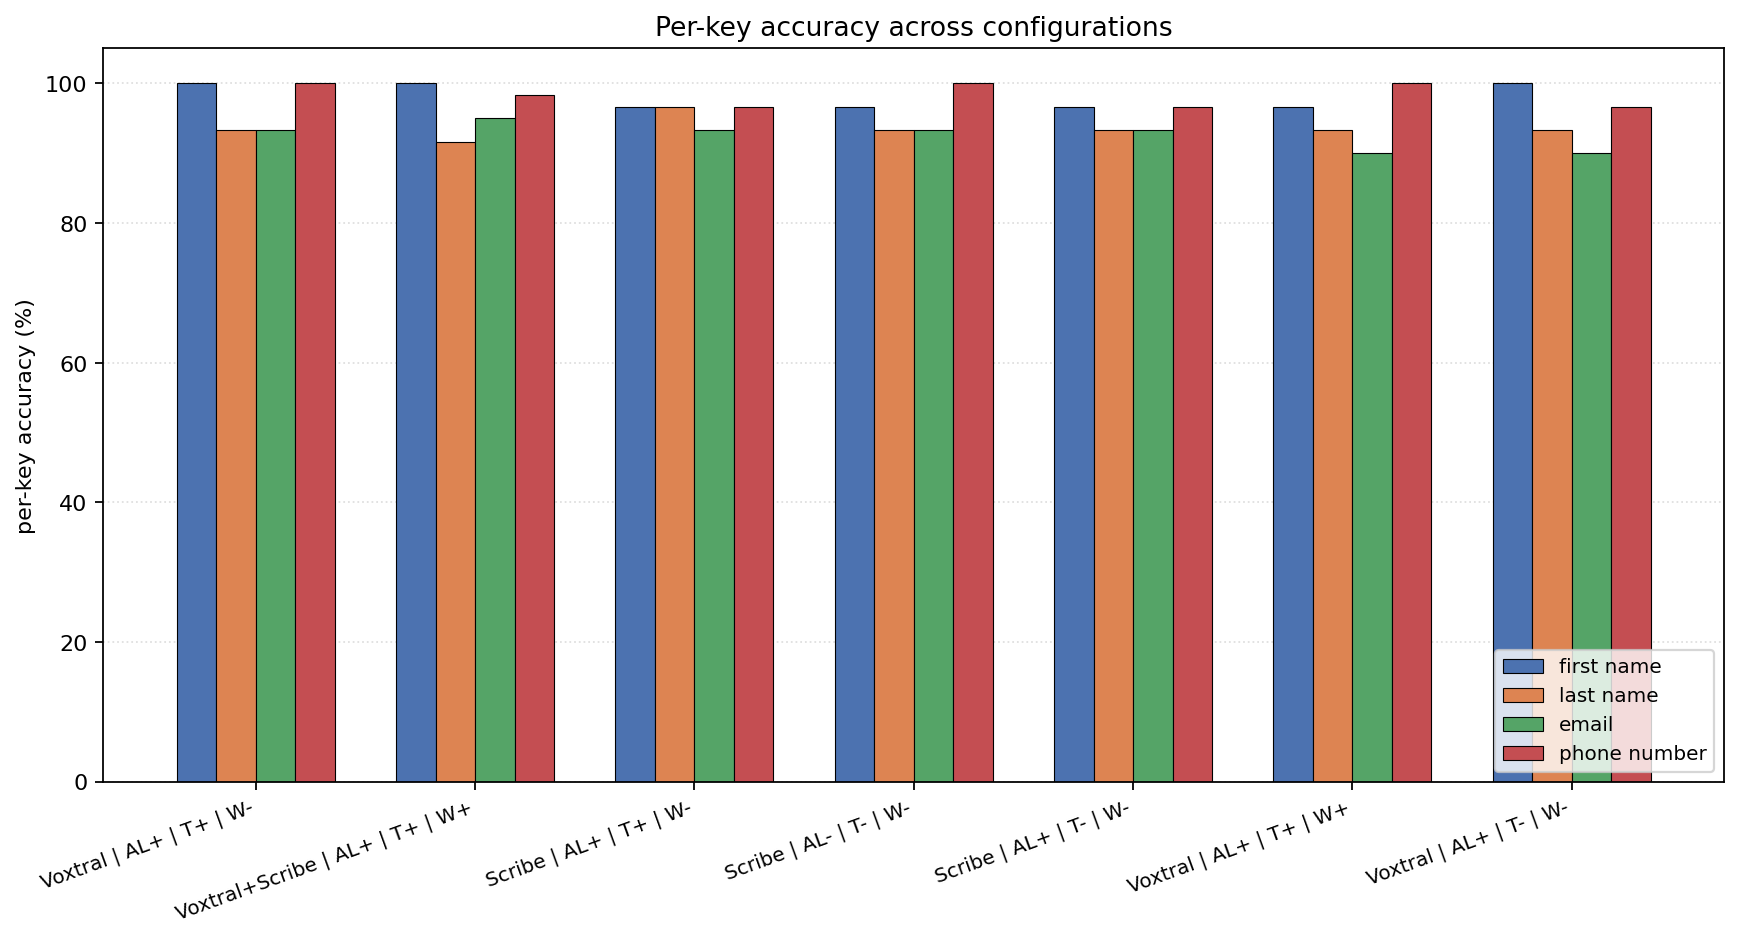 Per-key accuracy across configurations
per-key accuracy (%)
100
80
60
40
20
0
first name
last name
email
phone number
Voxtral | AL+ | T+ | W-
Voxtral+Scribe | AL+ | T+ | W+
Scribe | AL+ | T+ | W-
Scribe | AL- | T- | W-
Scribe | AL+ | T- | W-
Voxtral | AL+ | T+ | W+
Voxtral | AL+ | T- | W-